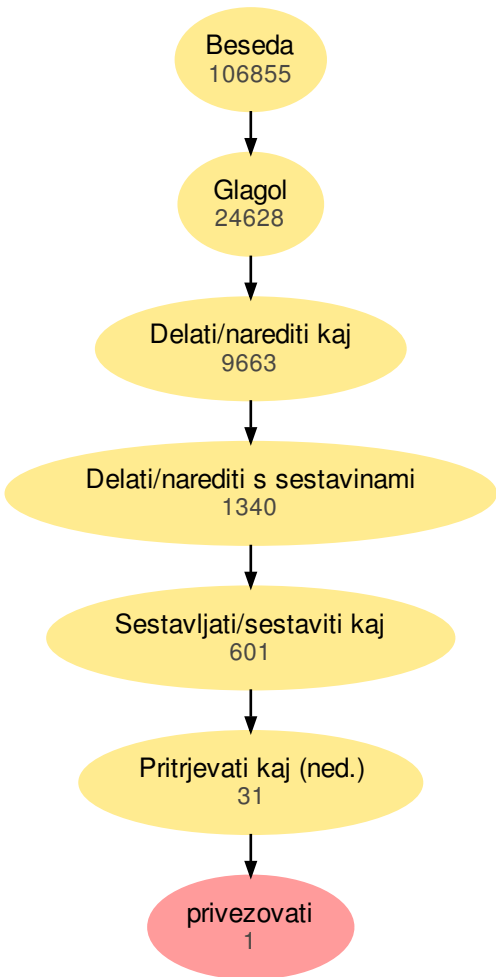 Beseda
106855
Glagol
24628
Delati/narediti kaj
9663
Delati/narediti s sestavinami
1340
Sestavljati/sestaviti kaj
601
Pritrjevati kaj (ned.)
31
privezovati
1